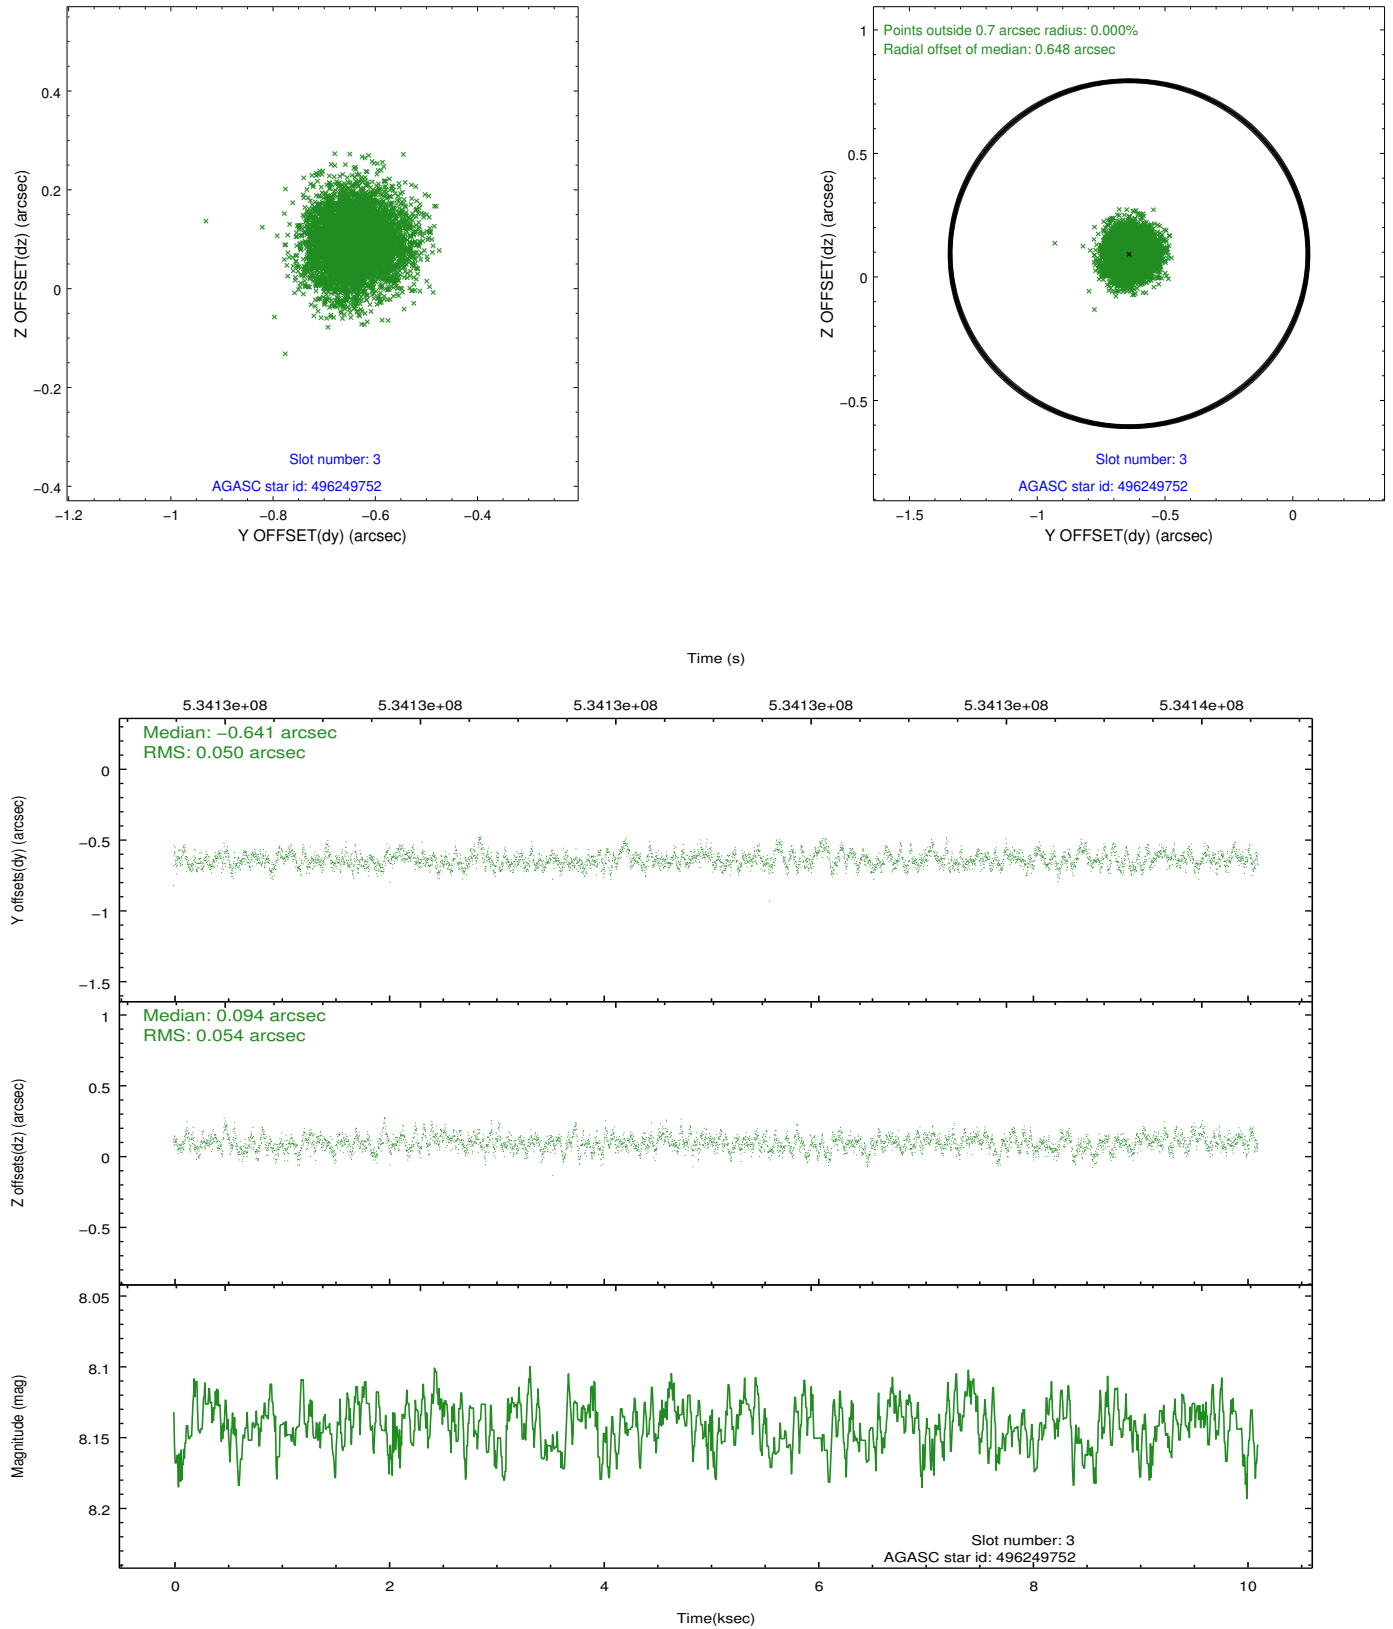 0.4
0.2
0
−0.2
−0.4
−1.2
−1
−0.8
−0.6
−0.4
Z OFFSET(dz) (arcsec)
Y OFFSET(dy) (arcsec)
Slot number: 3
AGASC star id: 496249752
Points outside 0.7 arcsec radius: 0.000%
Radial offset of median: 0.648 arcsec
1
0.5
0
−0.5
−1.5
−1
−0.5
0
Z OFFSET(dz) (arcsec)
Y OFFSET(dy) (arcsec)
Slot number: 3
AGASC star id: 496249752
Time (s)
5.3413e+08
5.3413e+08
5.3413e+08
5.3413e+08
5.3413e+08
5.3414e+08
Median: −0.641 arcsec
RMS: 0.050 arcsec
0
−0.5
−1
−1.5
Y offsets(dy) (arcsec)
Median: 0.094 arcsec
RMS: 0.054 arcsec
1
0.5
0
−0.5
Z offsets(dz) (arcsec)
8.05
8.1
8.15
8.2
Magnitude (mag)
Slot number: 3
AGASC star id: 496249752
0
2
4
6
8
10
Time(ksec)